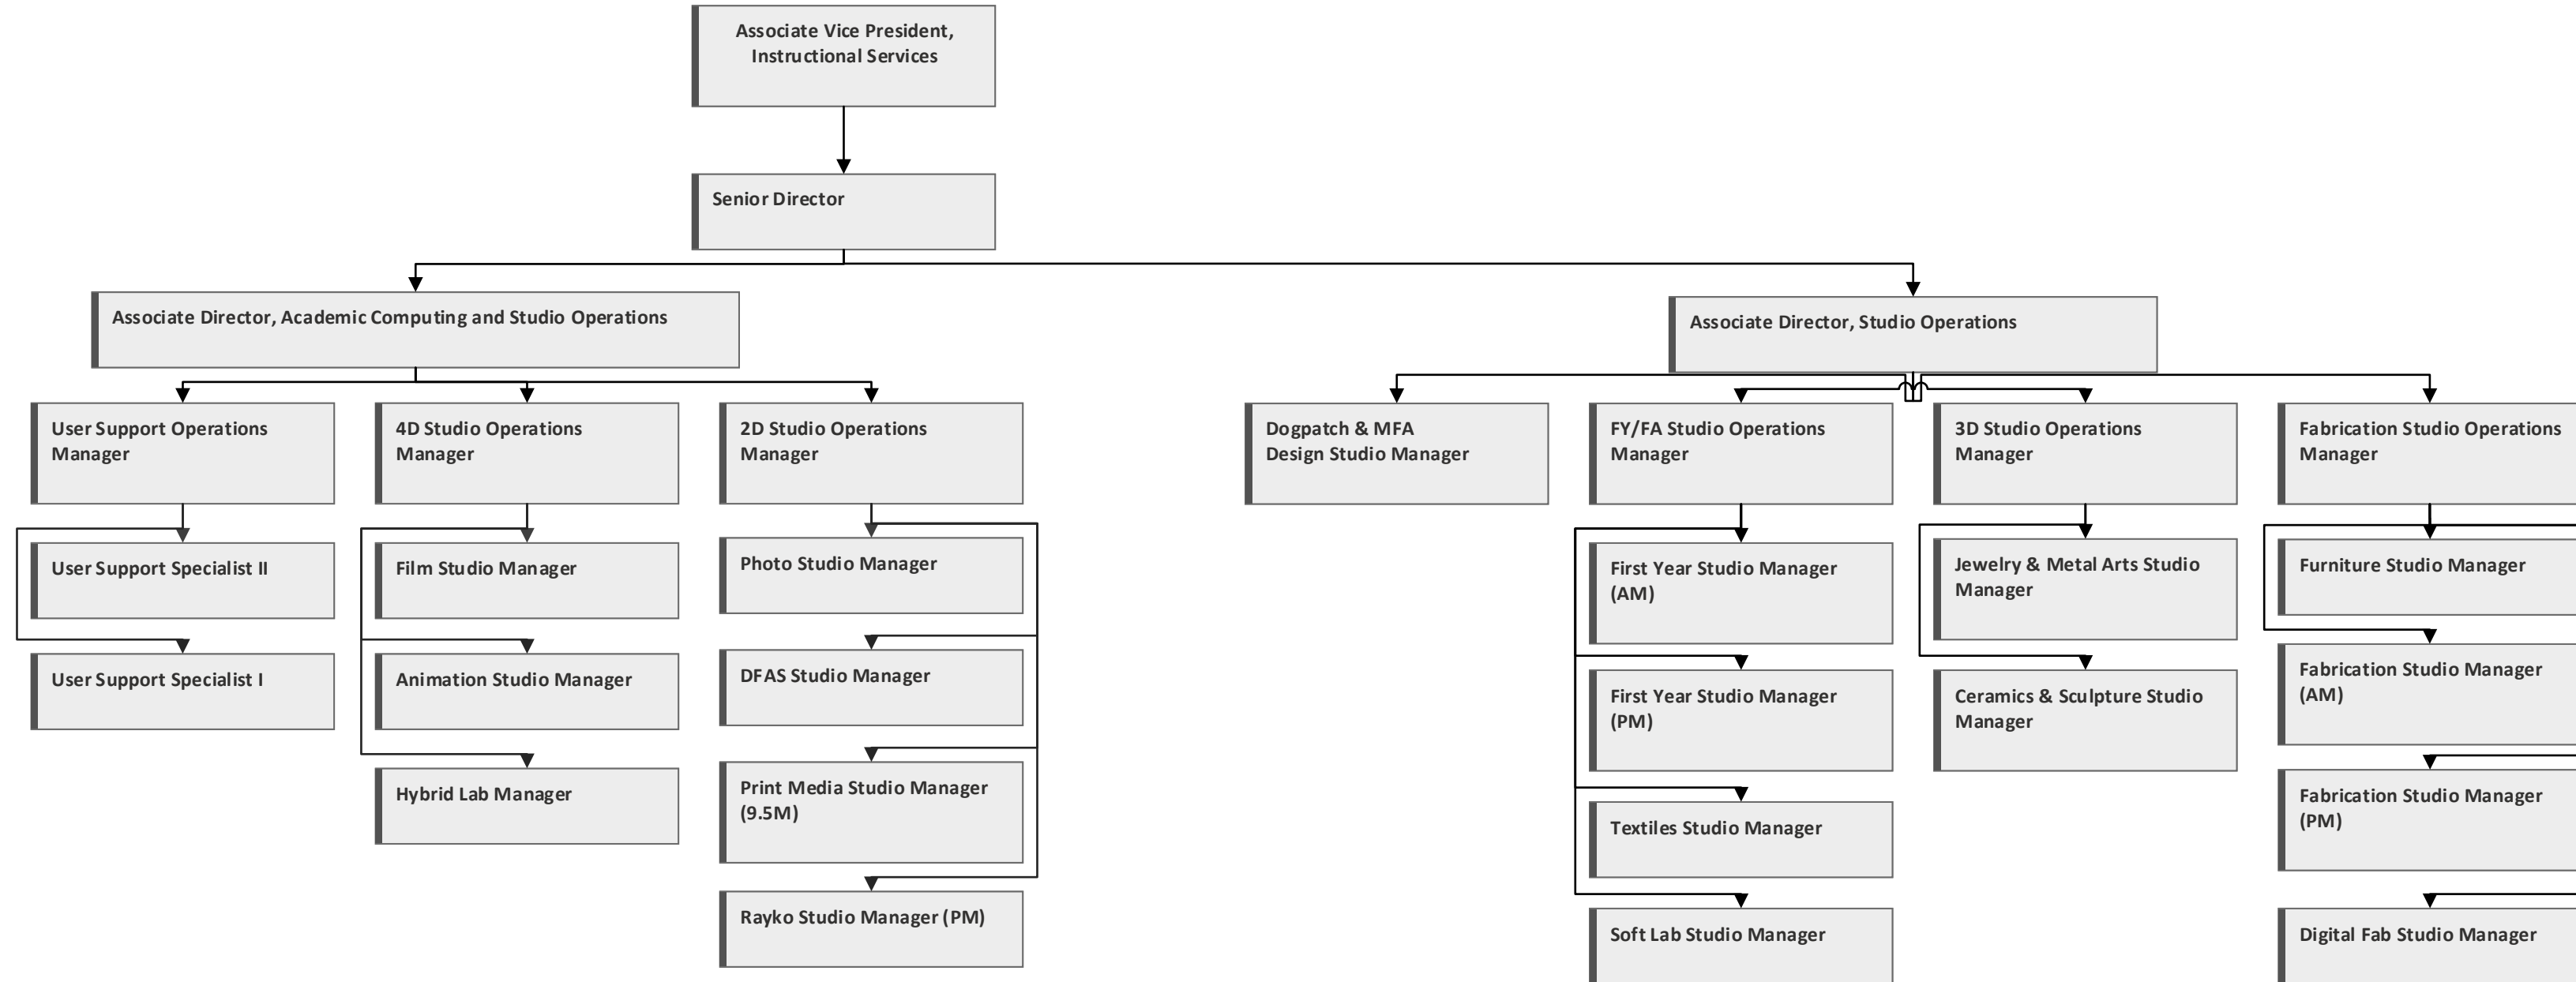 Associate Vice President,
Instructional Services
Senior Director
Associate Director, Academic Computing and Studio Operations
Associate Director, Studio Operations
User Support Operations
Manager
4D Studio Operations
Manager
2D Studio Operations
Manager
Dogpatch & MFA
Design Studio Manager
FY/FA Studio Operations
Manager
3D Studio Operations
Manager
Fabrication Studio Operations
Manager
User Support Specialist II
User Support Specialist I
Film Studio Manager
Animation Studio Manager
Hybrid Lab Manager
Photo Studio Manager
DFAS Studio Manager
Print Media Studio Manager
(9.5M)
Rayko Studio Manager (PM)
First Year Studio Manager
(AM)
First Year Studio Manager
(PM)
Textiles Studio Manager
Soft Lab Studio Manager
Jewelry & Metal Arts Studio
Manager
Ceramics & Sculpture Studio
Manager
Furniture Studio Manager
Fabrication Studio Manager
(AM)
Fabrication Studio Manager
(PM)
Digital Fab Studio Manager